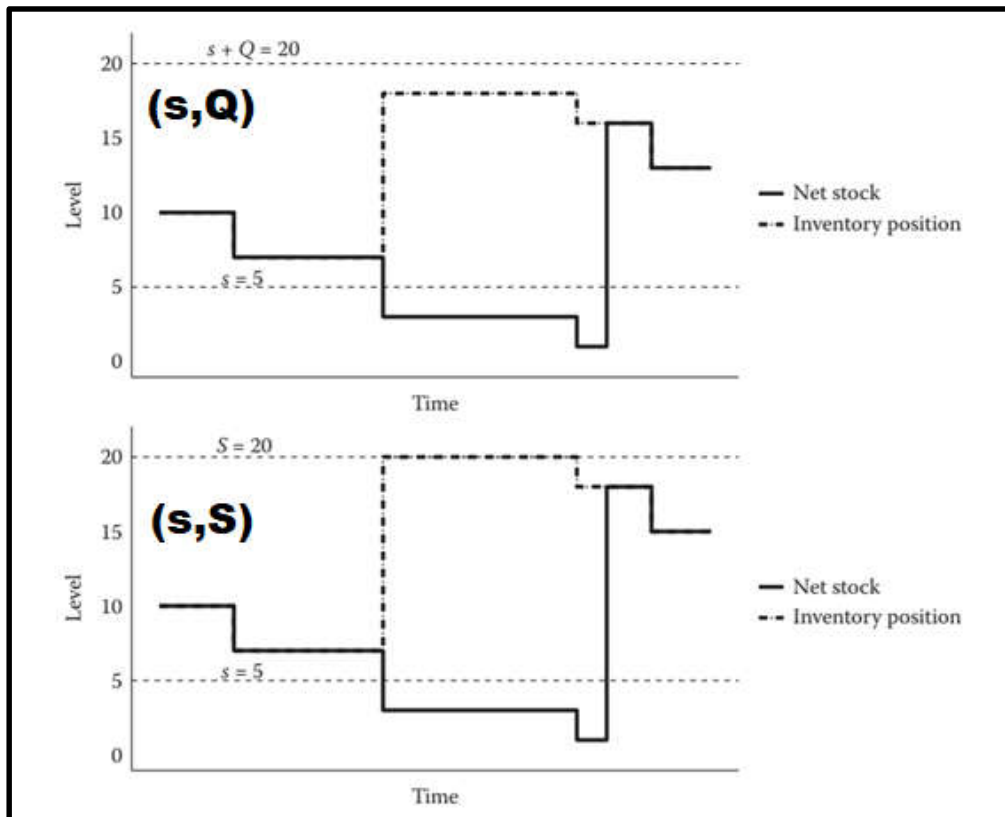 s + Q = 20
20
(s,Q)
15
Level
10
Net stock
Inventory position
s = 5
5
0
Time
S = 20
20
(s,S)
15
Level
10
Net stock
Inventory position
s = 5
5
0
Time